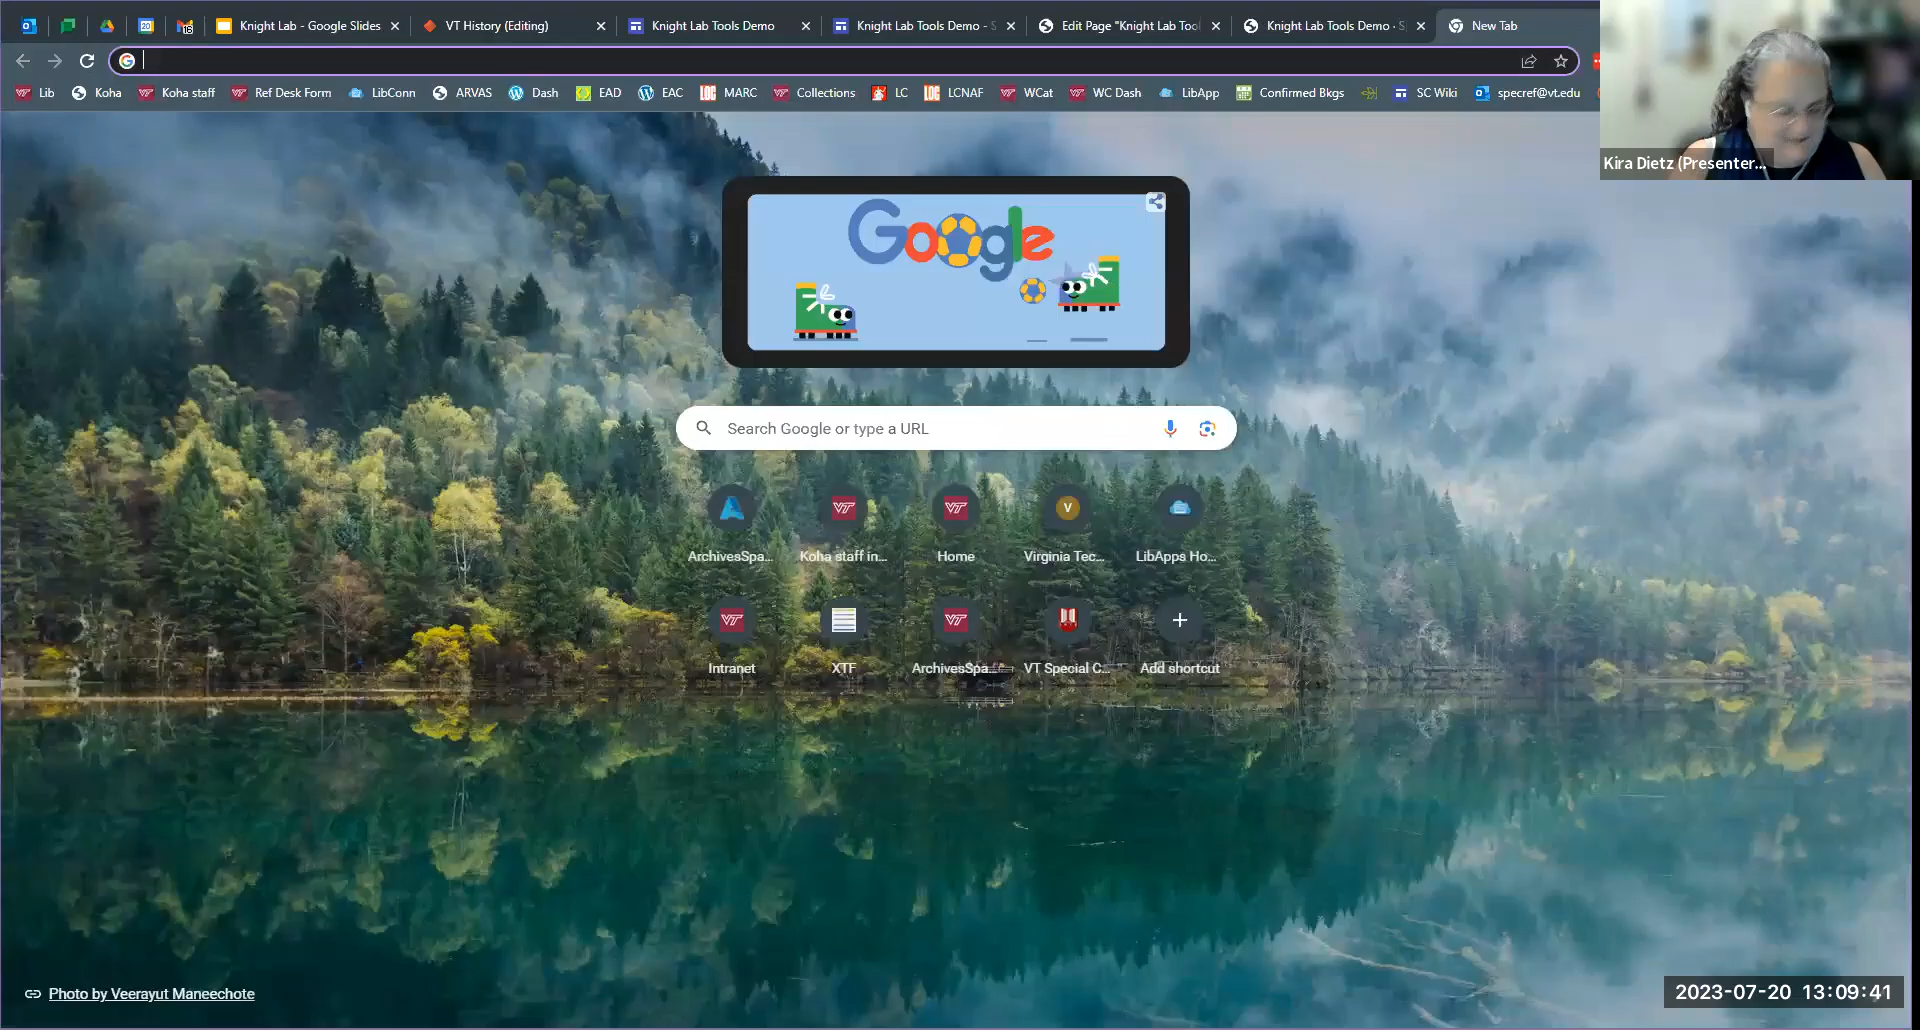 20
16
Knight Lab - Google Slides
VT History (Editing)
Knight Lab Tools Demo
Knight Lab Tools Demo - S
Edit Page "Knight Lab Tool
Knight Lab Tools Demo · S
New Tab
Lib
Koha
Koha staff
Ref Desk Form
LibConn
ARVAS
Dash
EAD
EAC
LOC
MARC
Collections
LC
LOC
LCNAF
WCat
WC Dash
LibApp
Confirmed Bkgs
SC Wiki
specref@vt.edu
Kira Dietz (Presenter...
Google
Search Google or type a URL
ArchivesSpa...
Koha staff in...
Home
V
Virginia Tec...
LibApps Ho...
Intranet
XTF
ArchivesSpa...
VT Special C...
Add shortcut
Photo by Veerayut Maneechote
2023-07-20 13:09:41